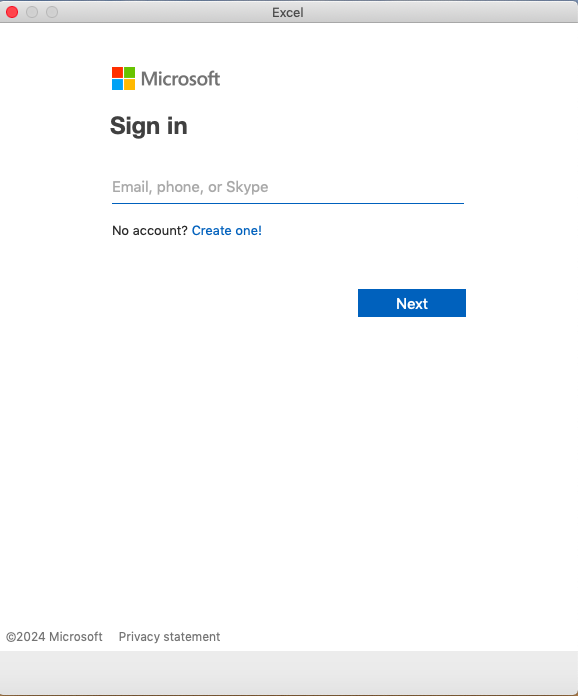 Excel
Microsoft
Sign in
Email, phone, or Skype
No account? Create one!
Next
©2024 Microsoft Privacy statement